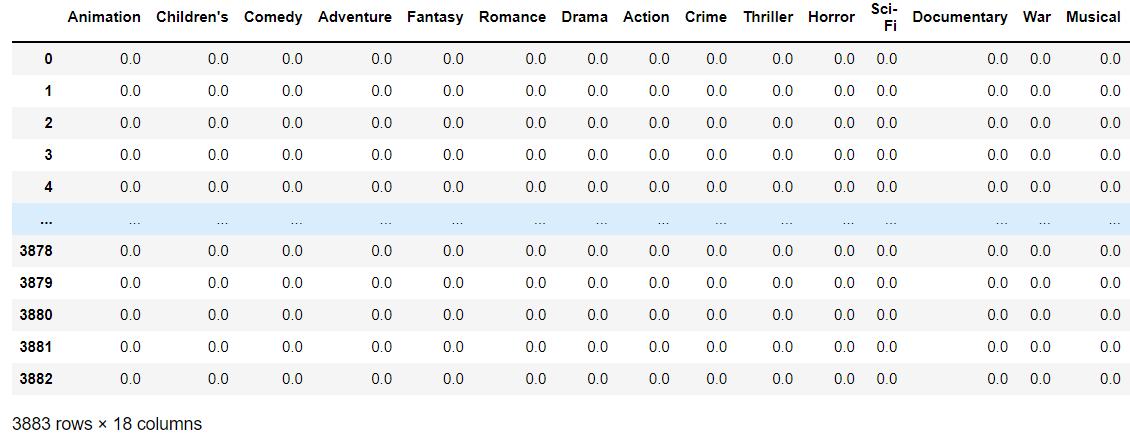 Animation Children's Comedy Adventure Fantasy Romance Drama Action Crime Thriller Horror Sci-Fi Documentary War Musical
0 0.0 0.0 0.0 0.0 0.0 0.0 0.0 0.0 0.0 0.0 0.0 0.0 0.0 0.0 0.0
1 0.0 0.0 0.0 0.0 0.0 0.0 0.0 0.0 0.0 0.0 0.0 0.0 0.0 0.0 0.0
2 0.0 0.0 0.0 0.0 0.0 0.0 0.0 0.0 0.0 0.0 0.0 0.0 0.0 0.0 0.0
3 0.0 0.0 0.0 0.0 0.0 0.0 0.0 0.0 0.0 0.0 0.0 0.0 0.0 0.0 0.0
4 0.0 0.0 0.0 0.0 0.0 0.0 0.0 0.0 0.0 0.0 0.0 0.0 0.0 0.0 0.0
... ... ... ... ... ... ... ... ... ... ... ... ... ... ... ...
3878 0.0 0.0 0.0 0.0 0.0 0.0 0.0 0.0 0.0 0.0 0.0 0.0 0.0 0.0 0.0
3879 0.0 0.0 0.0 0.0 0.0 0.0 0.0 0.0 0.0 0.0 0.0 0.0 0.0 0.0 0.0
3880 0.0 0.0 0.0 0.0 0.0 0.0 0.0 0.0 0.0 0.0 0.0 0.0 0.0 0.0 0.0
3881 0.0 0.0 0.0 0.0 0.0 0.0 0.0 0.0 0.0 0.0 0.0 0.0 0.0 0.0 0.0
3882 0.0 0.0 0.0 0.0 0.0 0.0 0.0 0.0 0.0 0.0 0.0 0.0 0.0 0.0 0.0
3883 rows × 18 columns